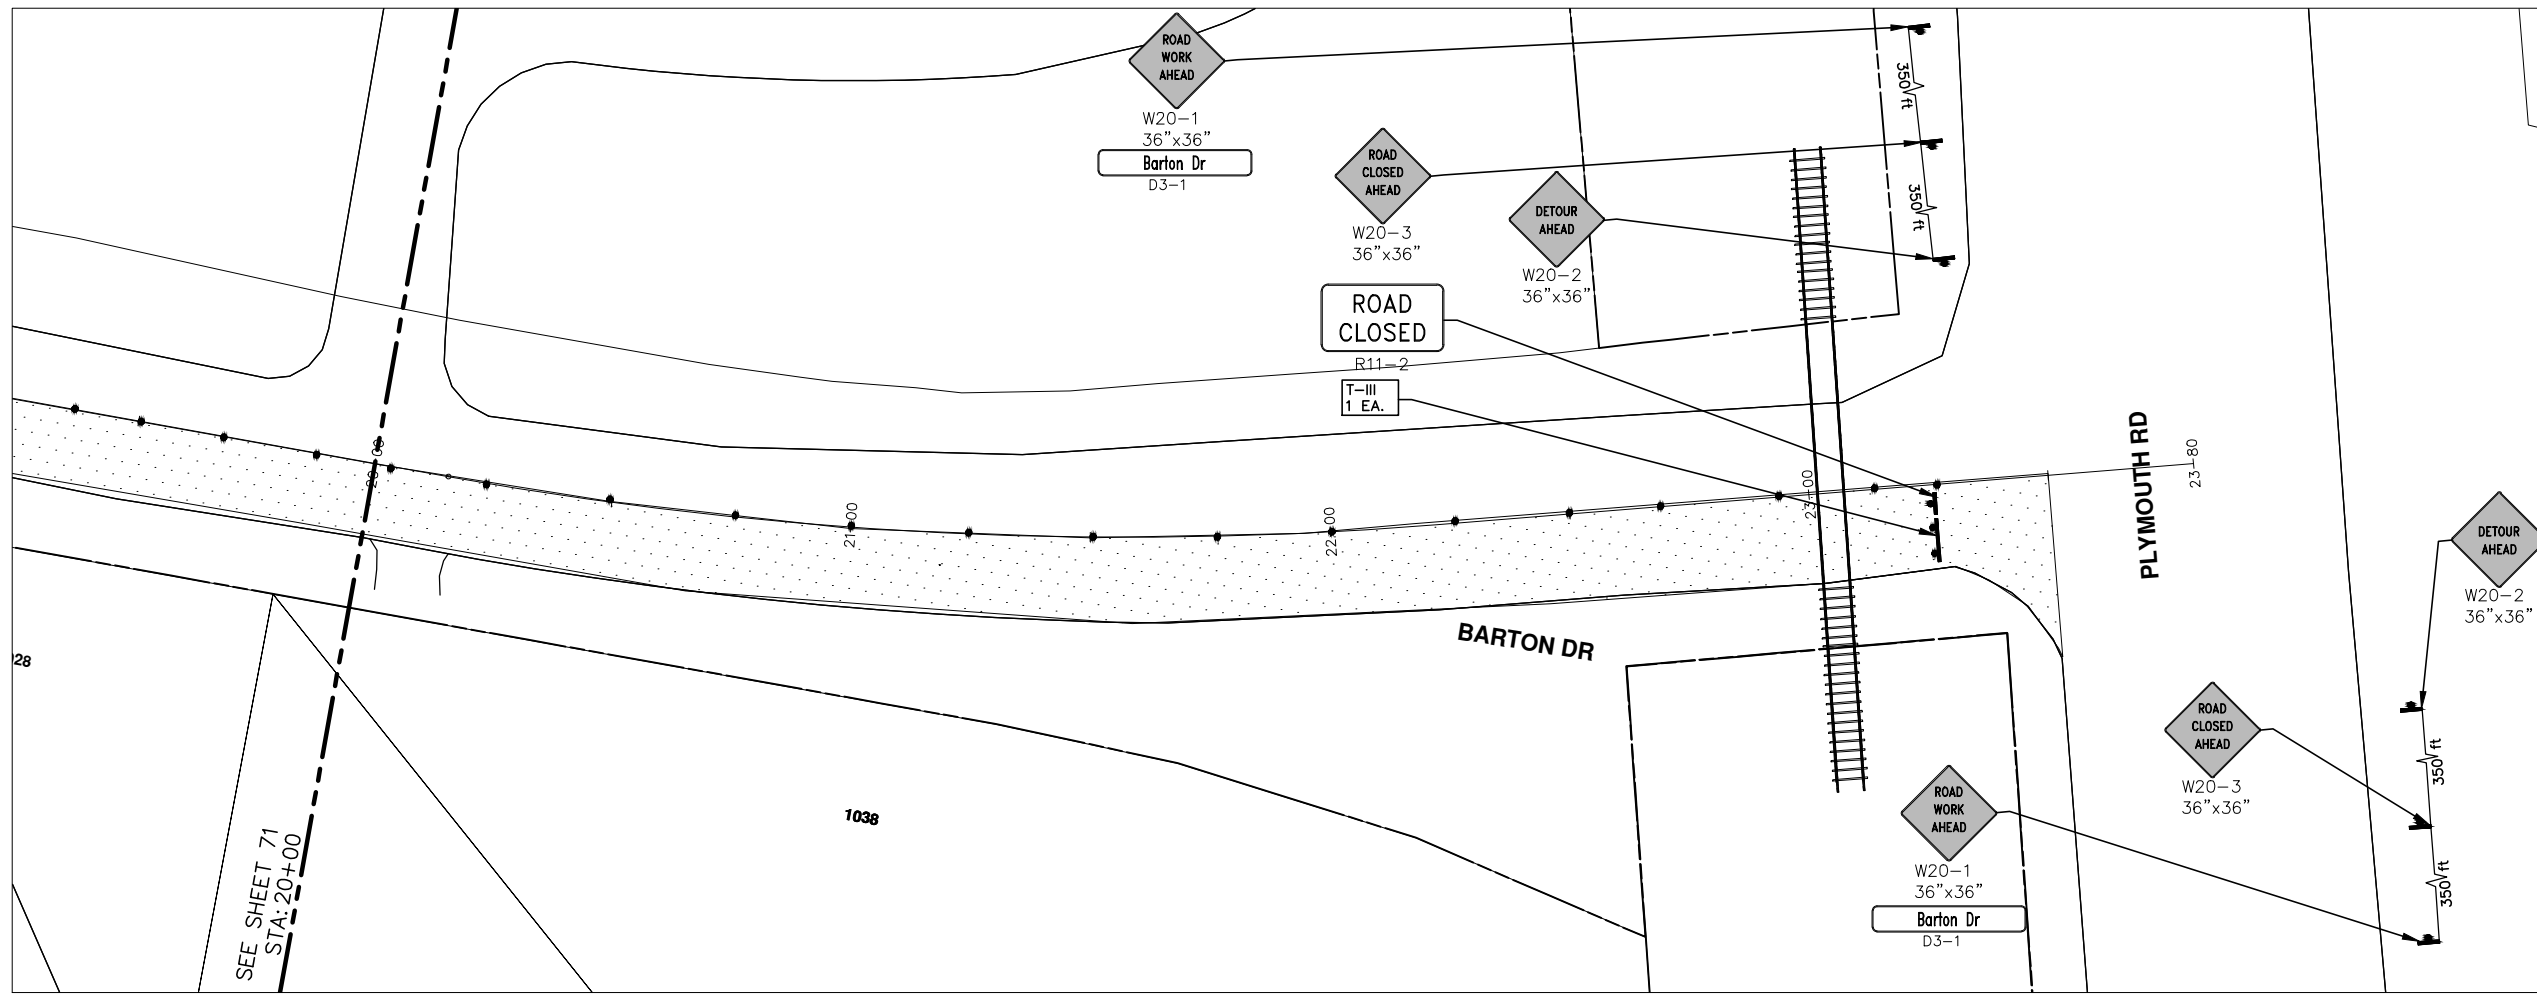 ROAD
WORK
AHEAD
W20-1
36"x36"
Barton Dr
D3-1
350 ft
ROAD
CLOSED
AHEAD
W20-3
36"x36"
350 ft
DETOUR
AHEAD
W20-2
36"x36"
ROAD
CLOSED
R11-2
T-III
1 EA.
21+00
22+00
23+00
23+80
PLYMOUTH RD
BARTON DR
DETOUR
AHEAD
W20-2
36"x36"
ROAD
CLOSED
AHEAD
W20-3
36"x36"
350 ft
ROAD
WORK
AHEAD
W20-1
36"x36"
Barton Dr
D3-1
350 ft
1038
SEE SHEET 71
STA: 20+00